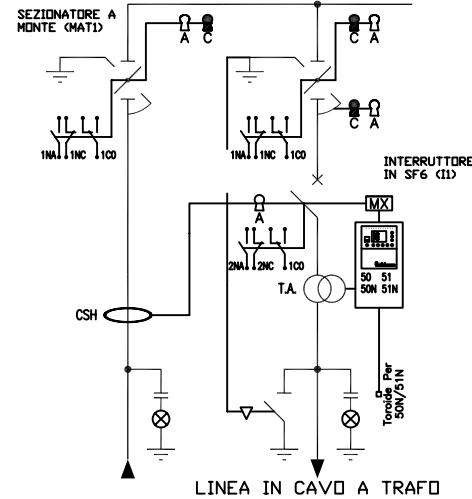 SEZIONATORE A
MONTE (MAT1)
A
C
C
A
C
A
1NA
1NC
1CO
1NA
1NC
1CO
INTERRUTTORE
IN SF6 (I1)
MX
A
2NA
2NC
1CO
T.A.
50 51
50N 51N
CSH
Toroide Per
50N/51N
LINEA IN CAVO A TRAFO